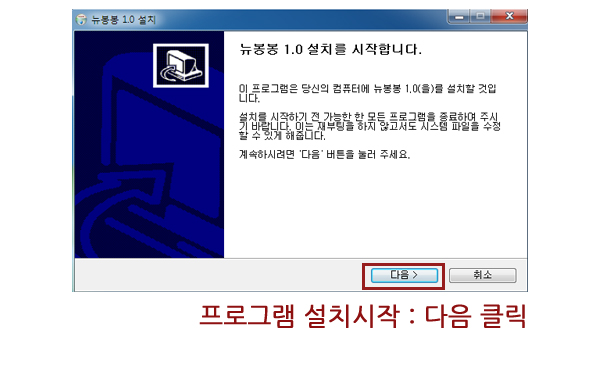 뉴봉봉 1.0 설치
뉴봉봉 1.0 설치를 시작합니다.
이 프로그램은 당신의 컴퓨터에 뉴봉봉 1.0(을)를 설치할 것입
니다.
설치를 시작하기 전 가능한 한 모든 프로그램을 종료하여 주시
기 바랍니다. 이는 재부팅을 하지 않고서도 시스템 파일을 수정
할 수 있게 해줍니다.
계속하시려면 '다음' 버튼을 눌러 주세요.
다음 >
취소
프로그램 설치시작 : 다음 클릭